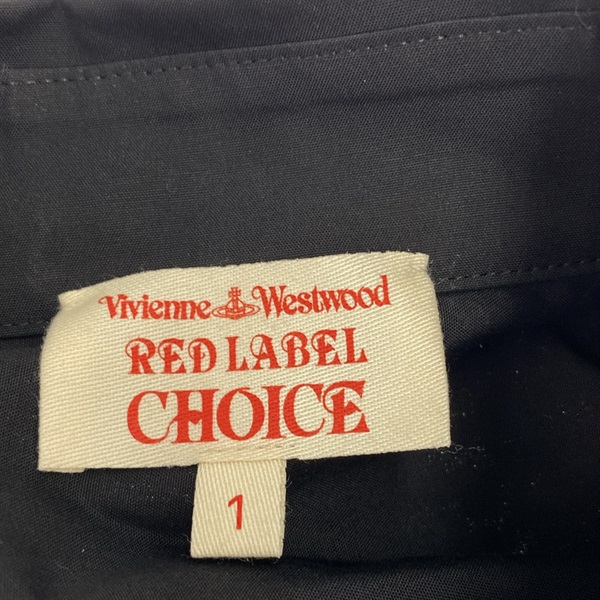 Vivienne Westwood
RED LABEL
CHOICE
1